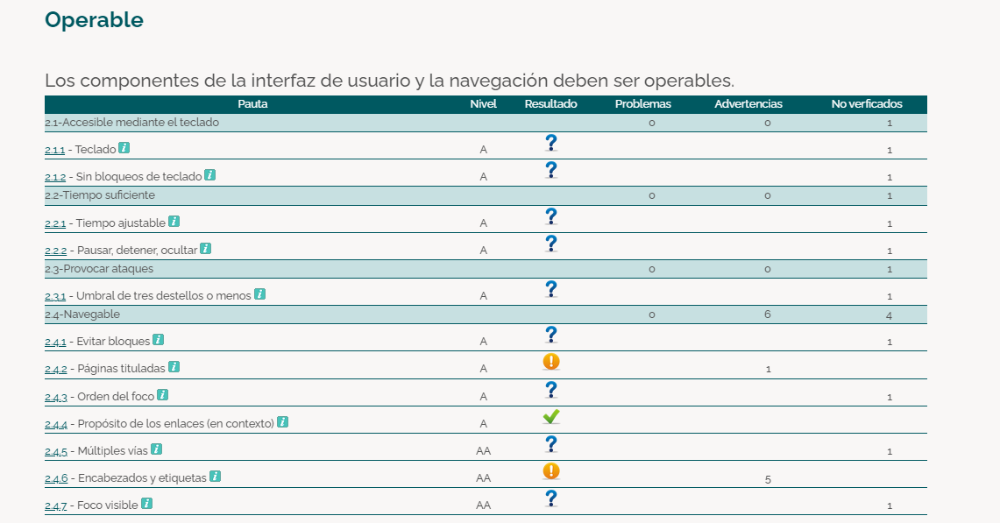 Operable
Los componentes de la interfaz de usuario y la navegación deben ser operables.
Pauta Nivel Resultado Problemas Advertencias No verficados
2.1-Accesible mediante el teclado 0 0 1
2.1.1 - Teclado i A ? 1
2.1.2 - Sin bloqueos de teclado i A ? 1
2.2-Tiempo suficiente 0 0 1
2.2.1 - Tiempo ajustable i A ? 1
2.2.2 - Pausar, detener, ocultar i A ? 1
2.3-Provocar ataques 0 0 1
2.3.1 - Umbral de tres destellos o menos i A ? 1
2.4-Navegable 0 6 4
2.4.1 - Evitar bloques i A ? 1
2.4.2 - Páginas tituladas i A ! 1
2.4.3 - Orden del foco i A ? 1
2.4.4 - Propósito de los enlaces (en contexto) i A
2.4.5 - Múltiples vías i AA ? 1
2.4.6 - Encabezados y etiquetas i AA ! 5
2.4.7 - Foco visible i AA ? 1